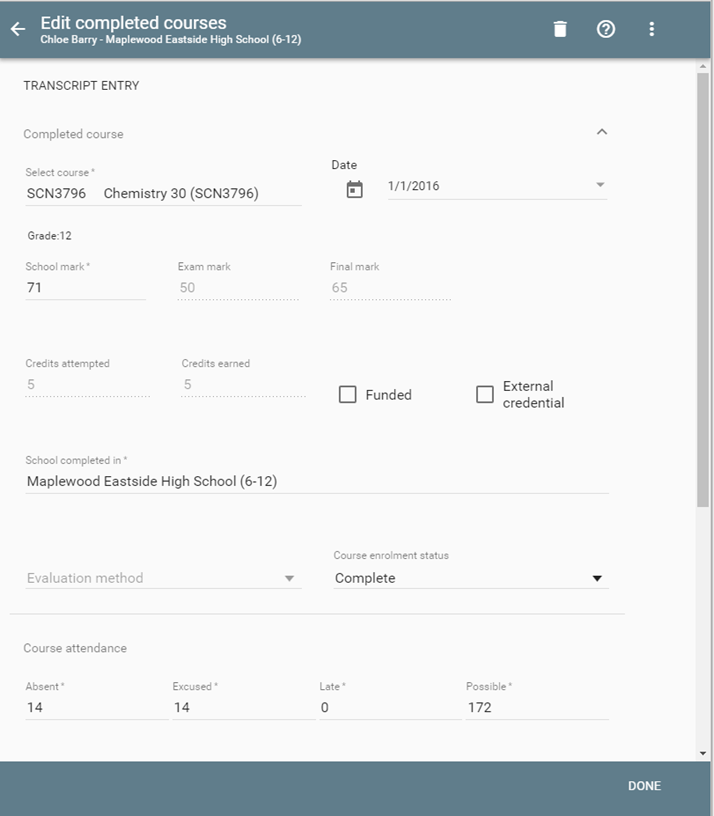 Edit completed courses
Chloe Barry - Maplewood Eastside High School (6-12)
TRANSCRIPT ENTRY
Completed course
Select course *
SCN3796 Chemistry 30 (SCN3796)
Date
1/1/2016
Grade:12
School mark *
Exam mark
Final mark
71
50
65
Credits attempted
Credits earned
5
5
Funded
External
credential
School completed in *
Maplewood Eastside High School (6-12)
Evaluation method
Course enrolment status
Complete
Course attendance
Absent *
Excused *
Late *
Possible *
14
14
0
172
DONE